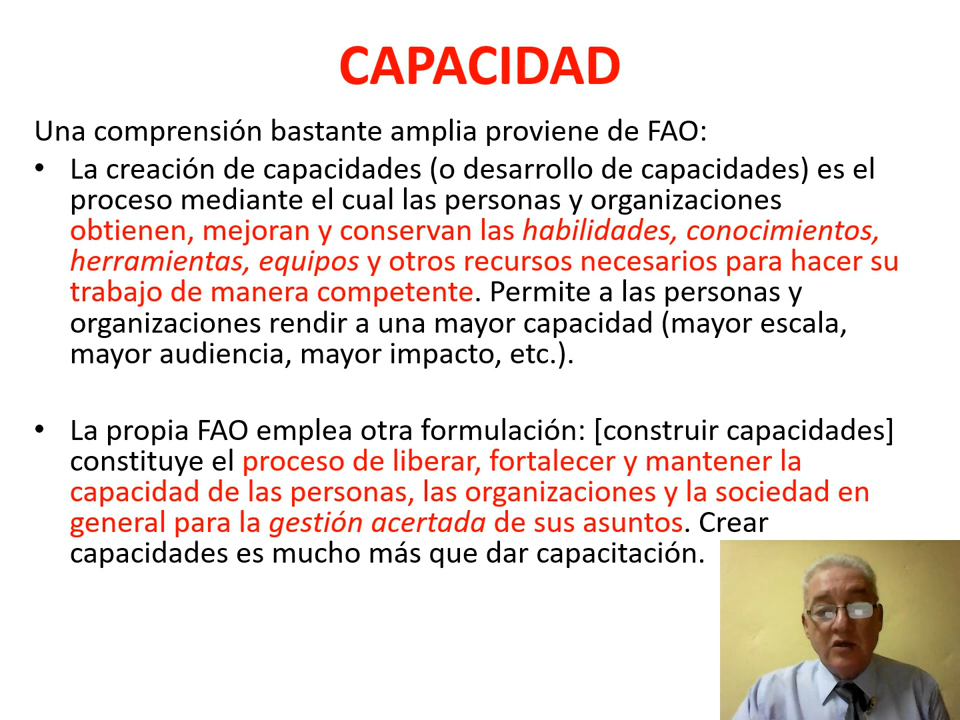 CAPACIDAD
Una comprensión bastante amplia proviene de FAO:
• La creación de capacidades (o desarrollo de capacidades) es el
proceso mediante el cual las personas y organizaciones
obtienen, mejoran y conservan las habilidades, conocimientos,
herramientas, equipos y otros recursos necesarios para hacer su
trabajo de manera competente. Permite a las personas y
organizaciones rendir a una mayor capacidad (mayor escala,
mayor audiencia, mayor impacto, etc.).
• La propia FAO emplea otra formulación: [construir capacidades]
constituye el proceso de liberar, fortalecer y mantener la
capacidad de las personas, las organizaciones y la sociedad en
general para la gestión acertada de sus asuntos. Crear
capacidades es mucho más que dar capacitación.